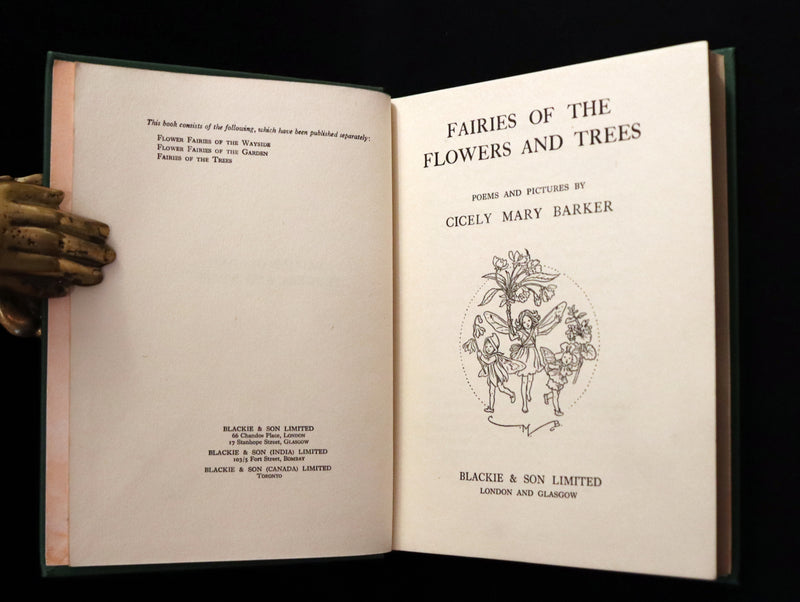 This book consists of the following, which have been published separately:
FLOWER FAIRIES OF THE WAYSIDE
FLOWER FAIRIES OF THE GARDEN
FAIRIES OF THE TREES
BLACKIE & SON LIMITED
66 Chandos Place, LONDON
17 Stanhope Street, GLASGOW
BLACKIE & SON (INDIA) LIMITED
103/5 Fort Street, BOMBAY
BLACKIE & SON (CANADA) LIMITED
TORONTO
FAIRIES OF THE
FLOWERS AND TREES
POEMS AND PICTURES BY
CICELY MARY BARKER
BLACKIE & SON LIMITED
LONDON AND GLASGOW